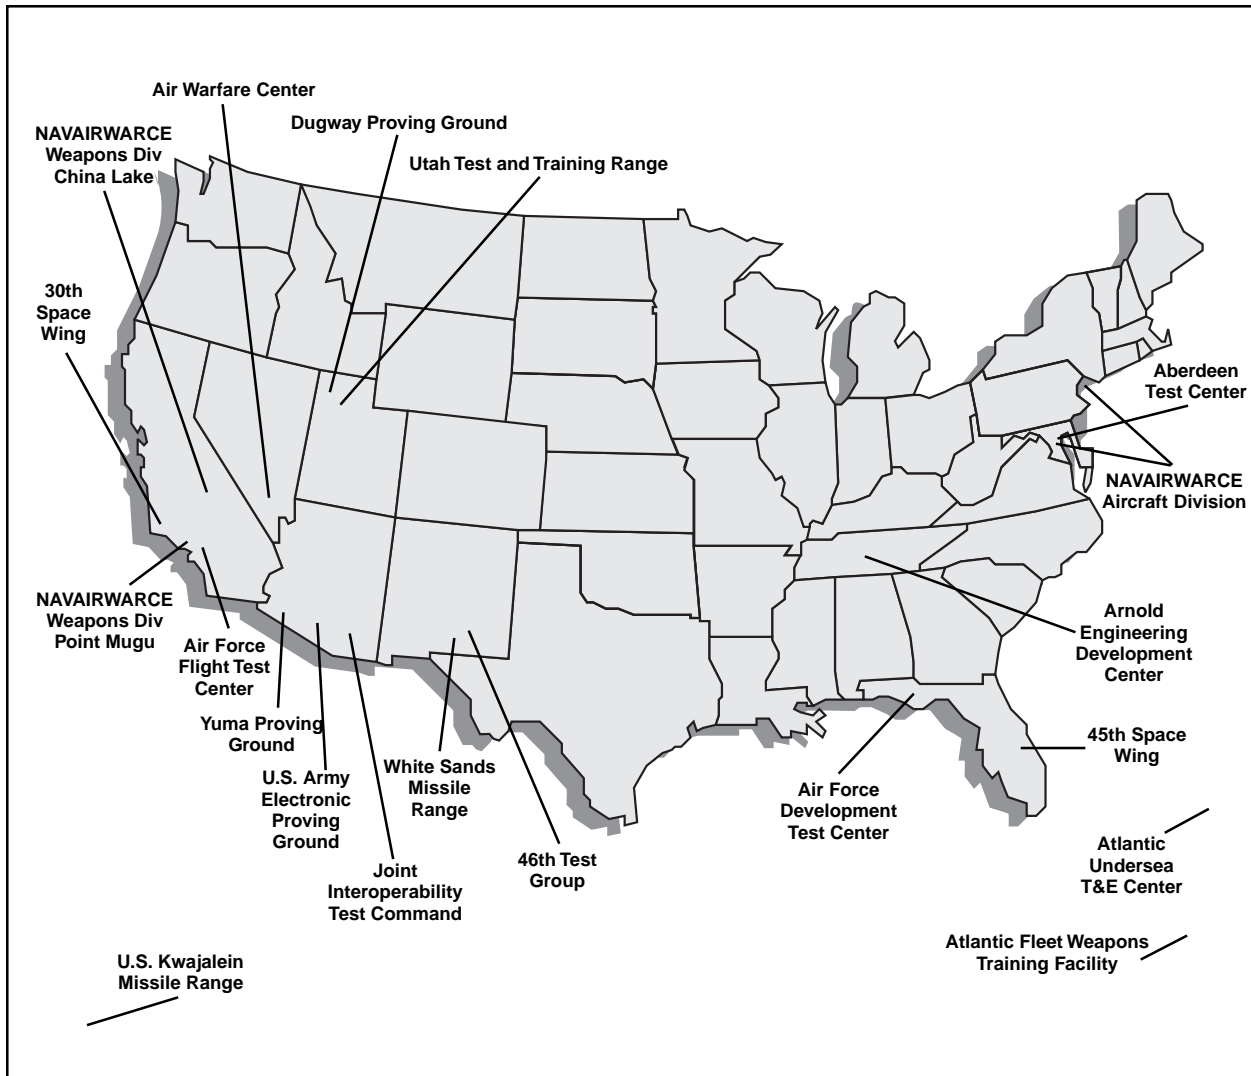 Air Warfare Center
Dugway Proving Ground
NAVAIRWARCE
Weapons Div
China Lake
Utah Test and Training Range
30th
Space
Wing
Aberdeen
Test Center
NAVAIRWARCE
Aircraft Division
NAVAIRWARCE
Weapons Div
Point Mugu
Air Force
Flight Test
Center
Yuma Proving
Ground
U.S. Army
Electronic
Proving
Ground
Joint
Interoperability
Test Command
White Sands
Missile
Range
46th Test
Group
Arnold
Engineering
Development
Center
45th Space
Wing
Air Force
Development
Test Center
Atlantic
Undersea
T&E Center
Atlantic Fleet Weapons
Training Facility
U.S. Kwajalein
Missile Range